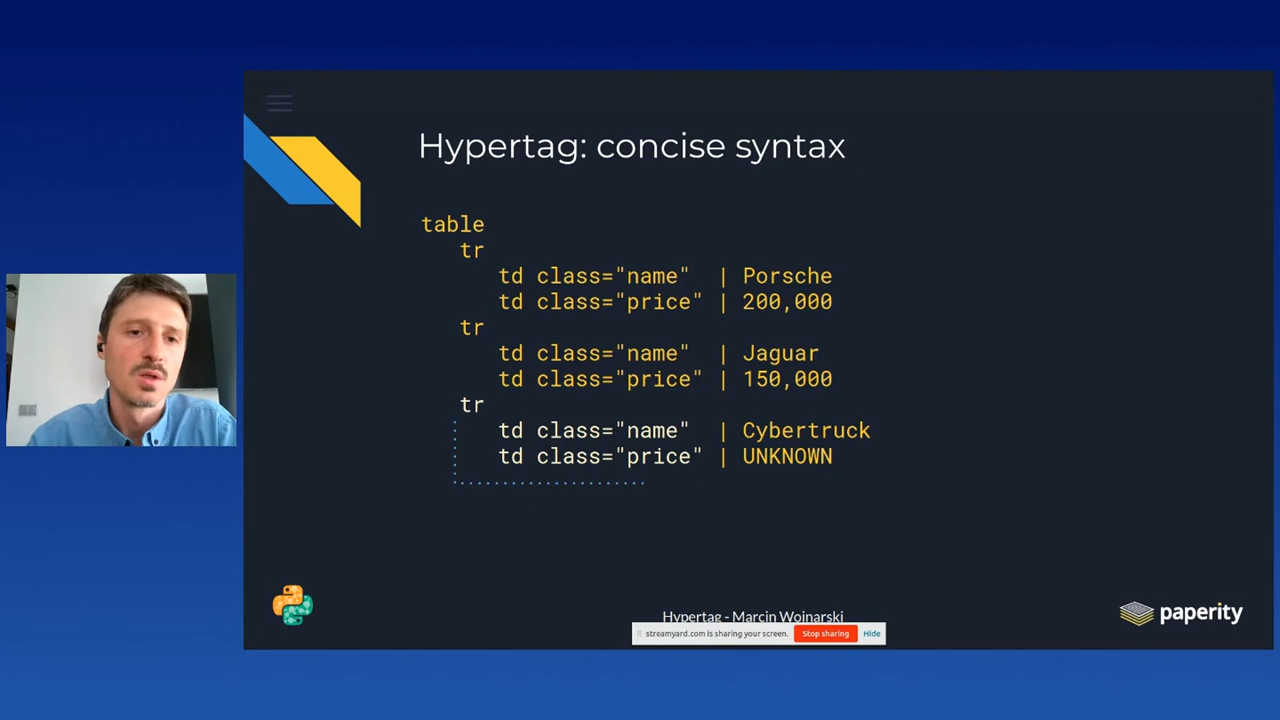 Hypertag: concise syntax
table
tr
td class="name" | Porsche
td class="price" | 200,000
tr
td class="name" | Jaguar
td class="price" | 150,000
tr
td class="name" | Cybertruck
td class="price" | UNKNOWN
Hypertag - Marcin Wojnarski
streamyard.com is sharing your screen. Stop sharing Hide
paperity